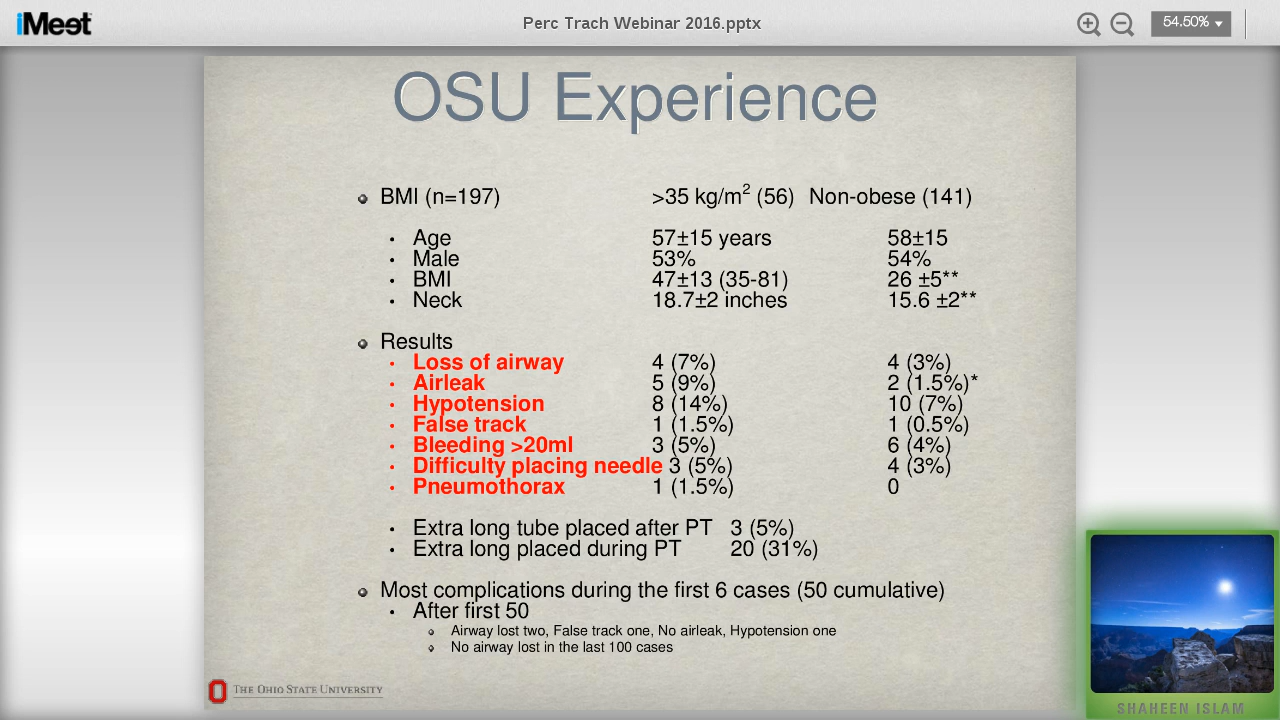 iMeet
Perc Trach Webinar 2016.pptx
54.50%
OSU Experience
BMI (n=197) >35 kg/m² (56) Non-obese (141)
Age 57±15 years 58±15
Male 53% 54%
BMI 47±13 (35-81) 26 ±5**
Neck 18.7±2 inches 15.6 ±2**
Results
Loss of airway 4 (7%) 4 (3%)
Airleak 5 (9%) 2 (1.5%)*
Hypotension 8 (14%) 10 (7%)
False track 1 (1.5%) 1 (0.5%)
Bleeding >20ml 3 (5%) 6 (4%)
Difficulty placing needle 3 (5%) 4 (3%)
Pneumothorax 1 (1.5%) 0
Extra long tube placed after PT 3 (5%)
Extra long placed during PT 20 (31%)
Most complications during the first 6 cases (50 cumulative)
After first 50
Airway lost two, False track one, No airleak, Hypotension one
No airway lost in the last 100 cases
THE OHIO STATE UNIVERSITY
SHAHEEN ISLAM